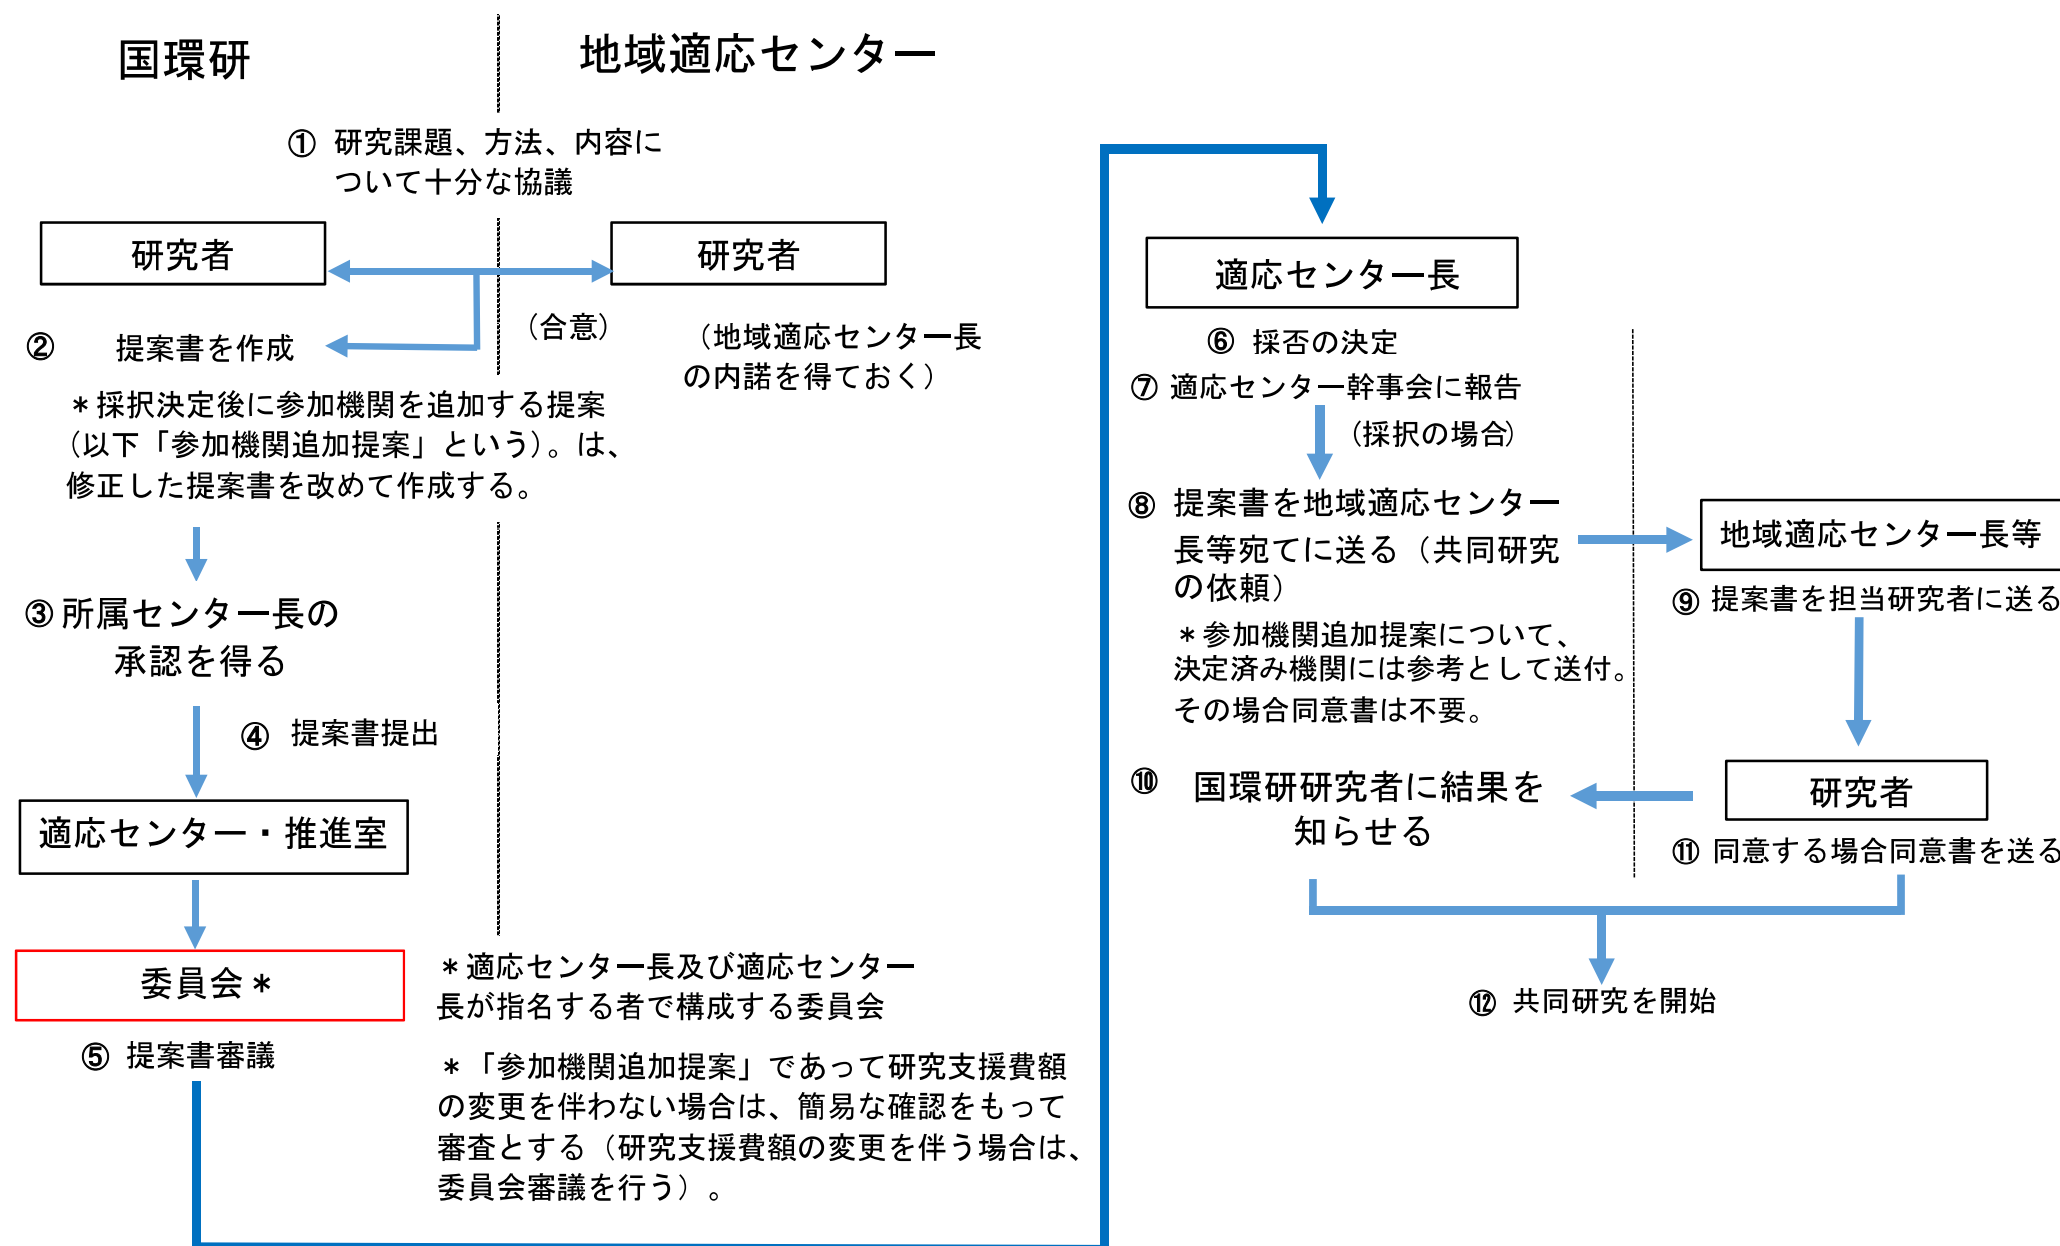 国環研
地域適応センター
① 研究課題、方法、内容に
ついて十分な協議
研究者
研究者
(合意)
② 提案書を作成
(地域適応センター長
の内諾を得ておく)
＊採択決定後に参加機関を追加する提案
(以下「参加機関追加提案」という)。は、
修正した提案書を改めて作成する。
③ 所属センター長の
承認を得る
④ 提案書提出
適応センター・推進室
委員会＊
⑤ 提案書審議
＊適応センター長及び適応センター
長が指名する者で構成する委員会
＊「参加機関追加提案」であって研究支援費額
の変更を伴わない場合は、簡易な確認をもって
審査とする（研究支援費額の変更を伴う場合は、
委員会審議を行う）。
適応センター長
⑥ 採否の決定
⑦ 適応センター幹事会に報告
(採択の場合)
⑧ 提案書を地域適応センター
長等宛てに送る（共同研究
の依頼）
＊参加機関追加提案について、
決定済み機関には参考として送付。
その場合同意書は不要。
地域適応センター長等
⑨ 提案書を担当研究者に送る
⑩ 国環研研究者に結果を
知らせる
研究者
⑪ 同意する場合同意書を送る
⑫ 共同研究を開始